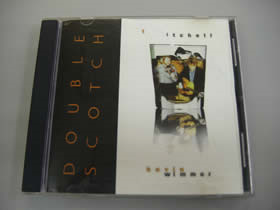 DOUBLE
SCOTCH
itchell
kevin
wimmer